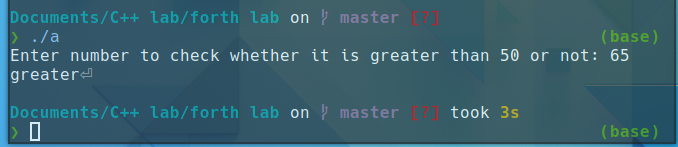 Documents/C++ lab/forth lab on ᚠ master [?]
❯ ./a (base)
Enter number to check whether it is greater than 50 or not: 65
greater⏎
Documents/C++ lab/forth lab on ᚠ master [?] took 3s
❯ (base)